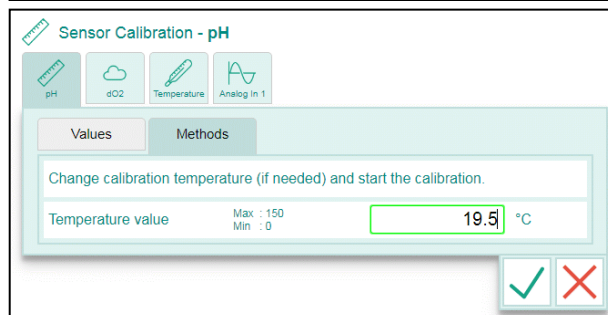 Sensor Calibration - pH
pH dO2 Temperature Analog In 1
Values Methods
Change calibration temperature (if needed) and start the calibration.
Temperature value Max : 150 19.5 °C
Min : 0